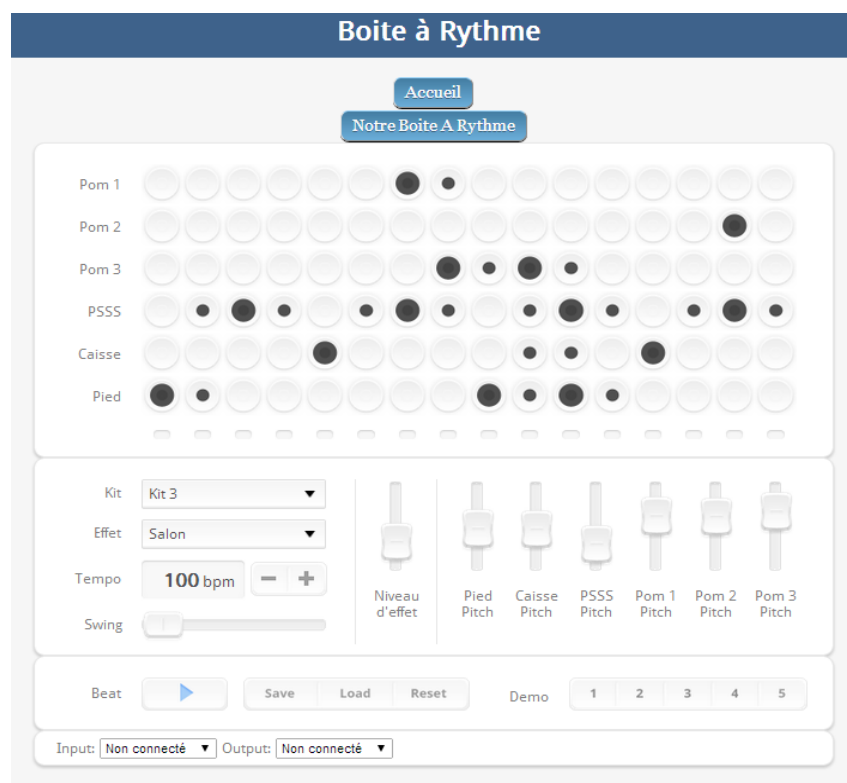 Boite à Rythme
Accueil
Notre Boite A Rythme
Pom 1
Pom 2
Pom 3
PSSS
Caisse
Pied
Kit Kit 3
Effet Salon
Tempo 100 bpm − +
Swing
Niveau d'effet
Pied Pitch
Caisse Pitch
PSSS Pitch
Pom 1 Pitch
Pom 2 Pitch
Pom 3 Pitch
Beat Save Load Reset Demo 1 2 3 4 5
Input: Non connecté Output: Non connecté